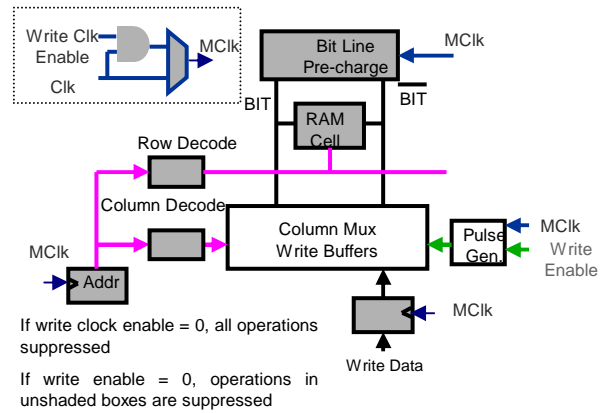 Write Clk
Enable
Clk
MClk
Bit Line
Pre-charge
MClk
BIT
BIT
RAM
Cell
Row Decode
Column Decode
Column Mux
Write Buffers
Pulse
Gen.
MClk
Write
Enable
MClk
Addr
MClk
Write Data
If write clock enable = 0, all operations
suppressed
If write enable = 0, operations in
unshaded boxes are suppressed